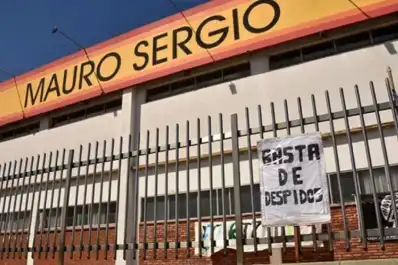 MAURO SERGIO
BASTA
DE
DESPIDOS